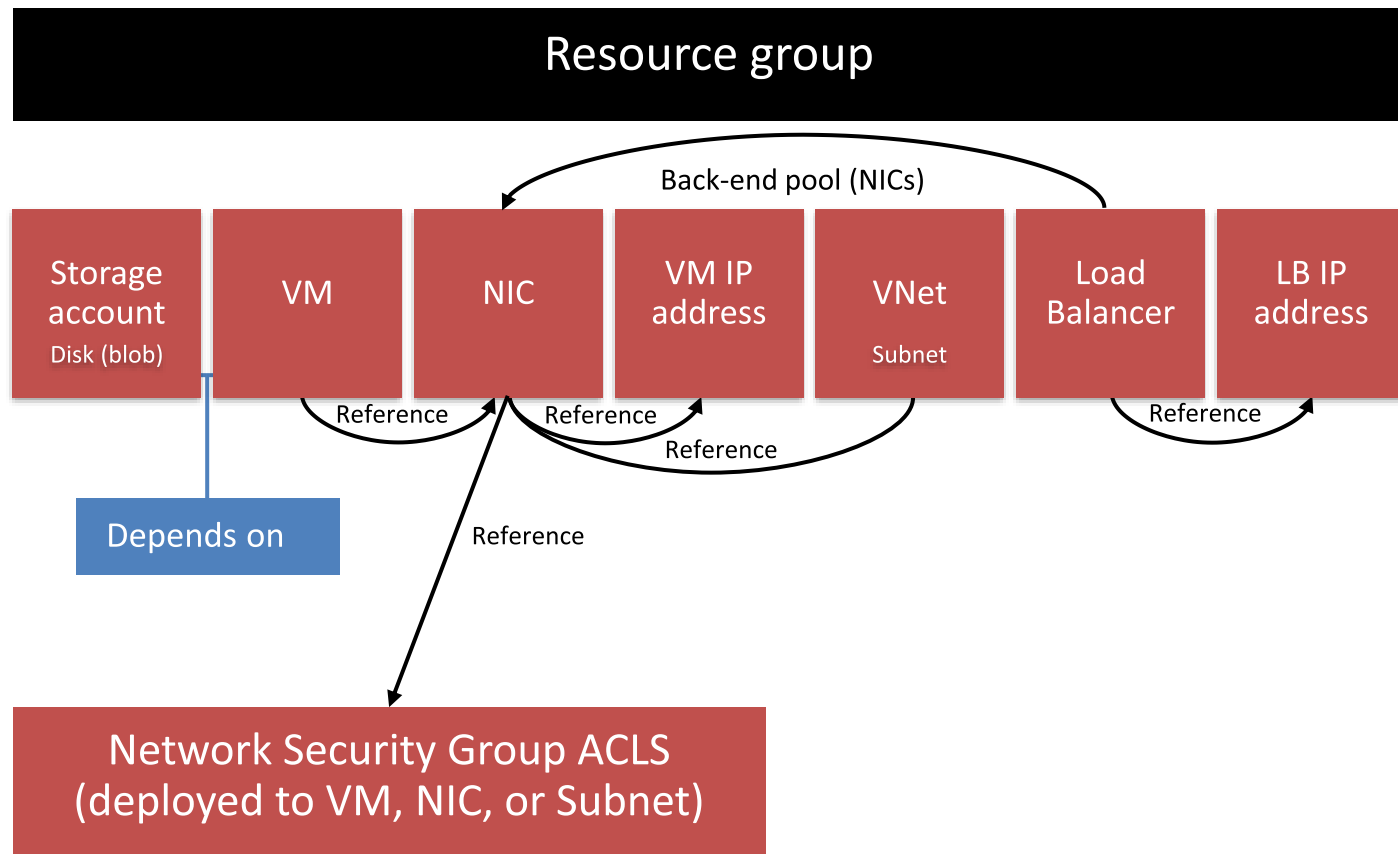 Resource group
Back-end pool (NICs)
Storage
account
Disk (blob)
VM
NIC
VM IP
address
VNet
Subnet
Load
Balancer
LB IP
address
Reference
Reference
Reference
Reference
Depends on
Reference
Network Security Group ACLS
(deployed to VM, NIC, or Subnet)